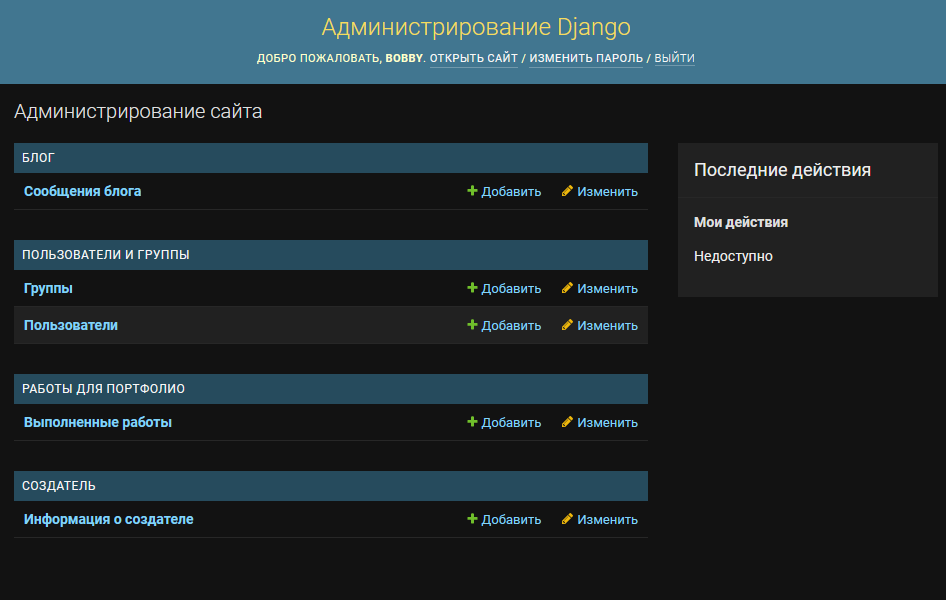 Администрирование Django
ДОБРО ПОЖАЛОВАТЬ, BOBBY. ОТКРЫТЬ САЙТ / ИЗМЕНИТЬ ПАРОЛЬ / ВЫЙТИ
Администрирование сайта
БЛОГ
Сообщения блога Добавить Изменить
ПОЛЬЗОВАТЕЛИ И ГРУППЫ
Группы Добавить Изменить
Пользователи Добавить Изменить
РАБОТЫ ДЛЯ ПОРТФОЛИО
Выполненные работы Добавить Изменить
СОЗДАТЕЛЬ
Информация о создателе Добавить Изменить
Последние действия
Мои действия
Недоступно